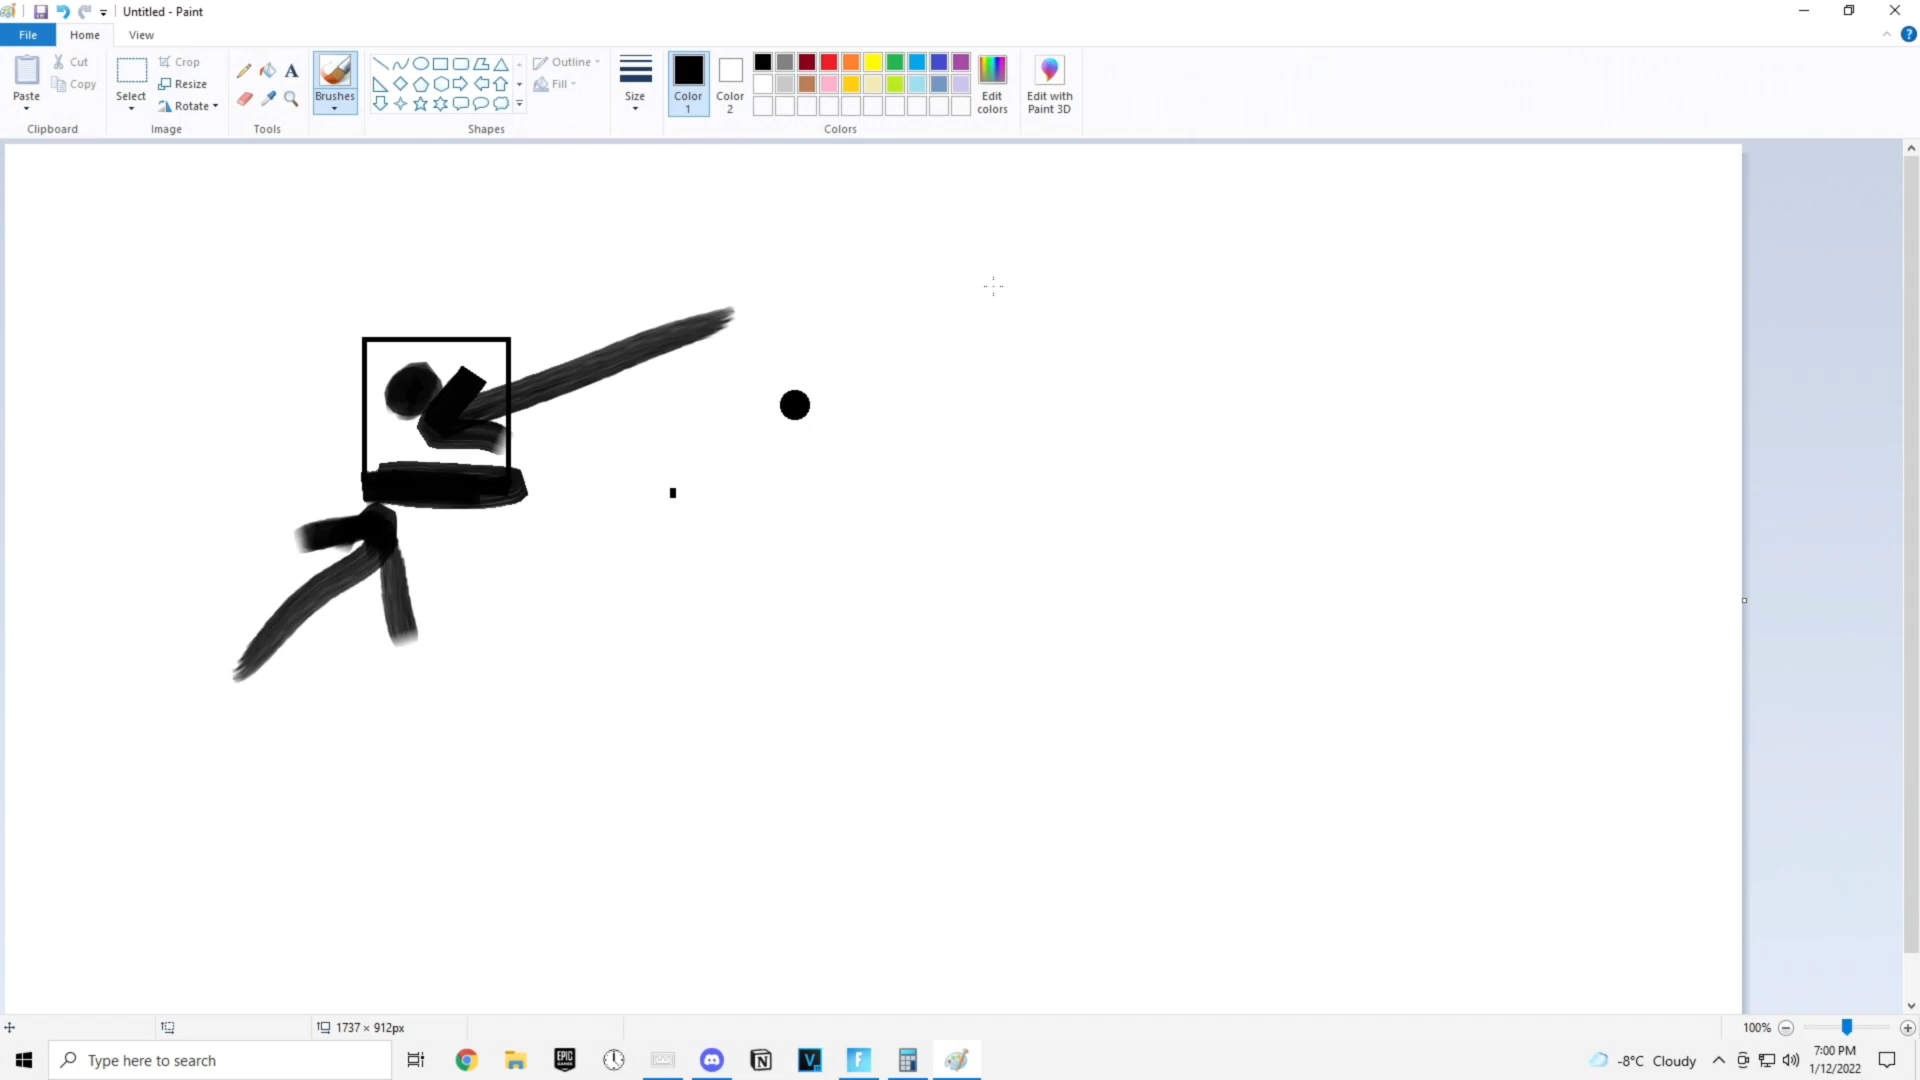 Untitled - Paint
File Home View
Paste
Cut
Copy
Clipboard
Select
Crop
Resize
Rotate
Image
A
Tools
Brushes
Shapes
Outline
Fill
Size
Color 1
Color 2
Edit colors
Edit with Paint 3D
Colors
1737 × 912px
100%
Type here to search
EPIC GAMES
N
V
F
-8°C Cloudy
7:00 PM
1/12/2022